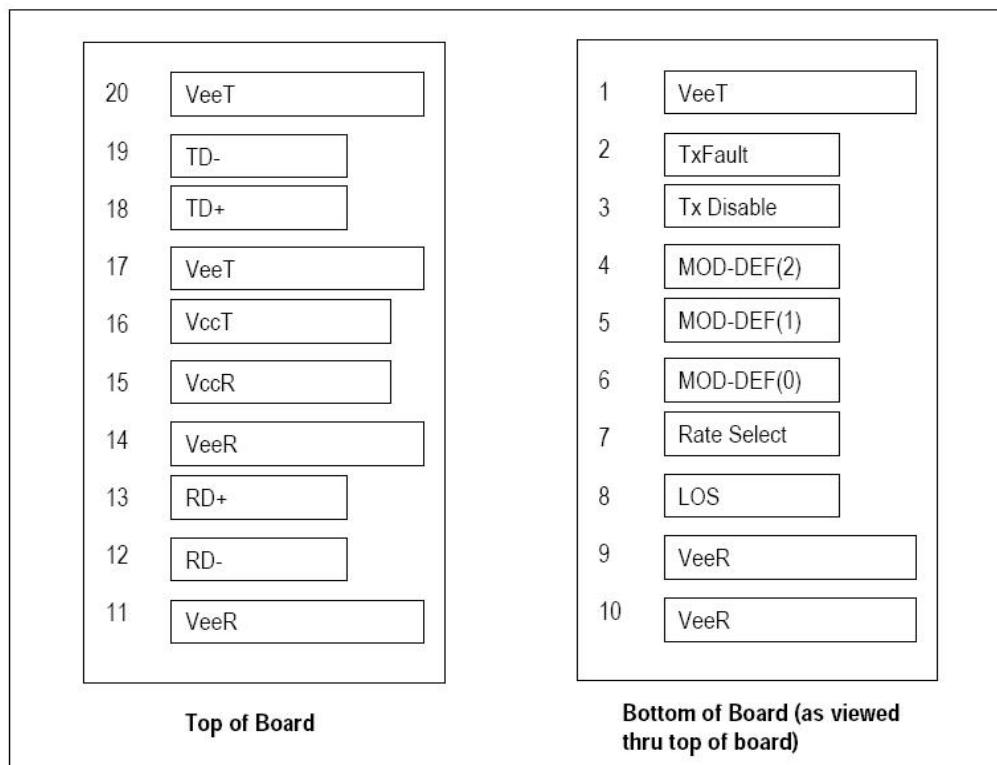 20 VeeT
19 TD-
18 TD+
17 VeeT
16 VccT
15 VccR
14 VeeR
13 RD+
12 RD-
11 VeeR
Top of Board
1 VeeT
2 TxFault
3 Tx Disable
4 MOD-DEF(2)
5 MOD-DEF(1)
6 MOD-DEF(0)
7 Rate Select
8 LOS
9 VeeR
10 VeeR
Bottom of Board (as viewed
thru top of board)